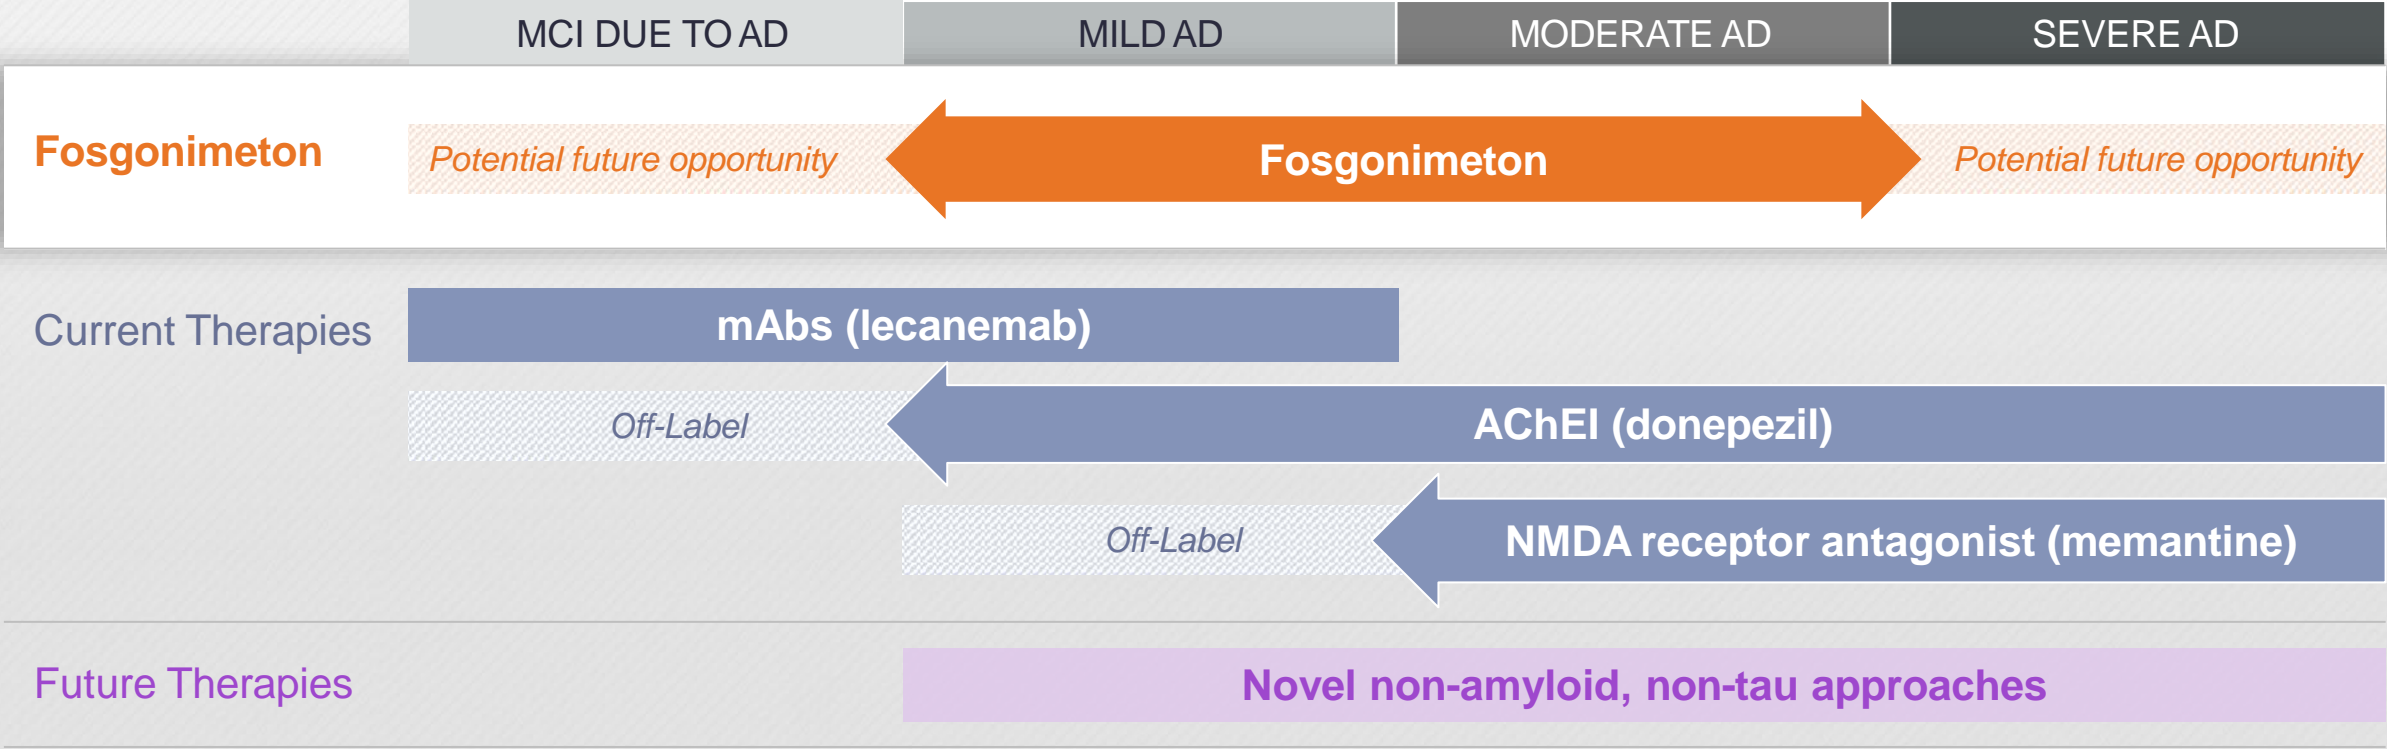 MCI DUE TO AD
MILD AD
MODERATE AD
SEVERE AD
Fosgonimeton
Potential future opportunity
Fosgonimeton
Potential future opportunity
Current Therapies
mAbs (lecanemab)
Off-Label
AChEI (donepezil)
Off-Label
NMDA receptor antagonist (memantine)
Future Therapies
Novel non-amyloid, non-tau approaches